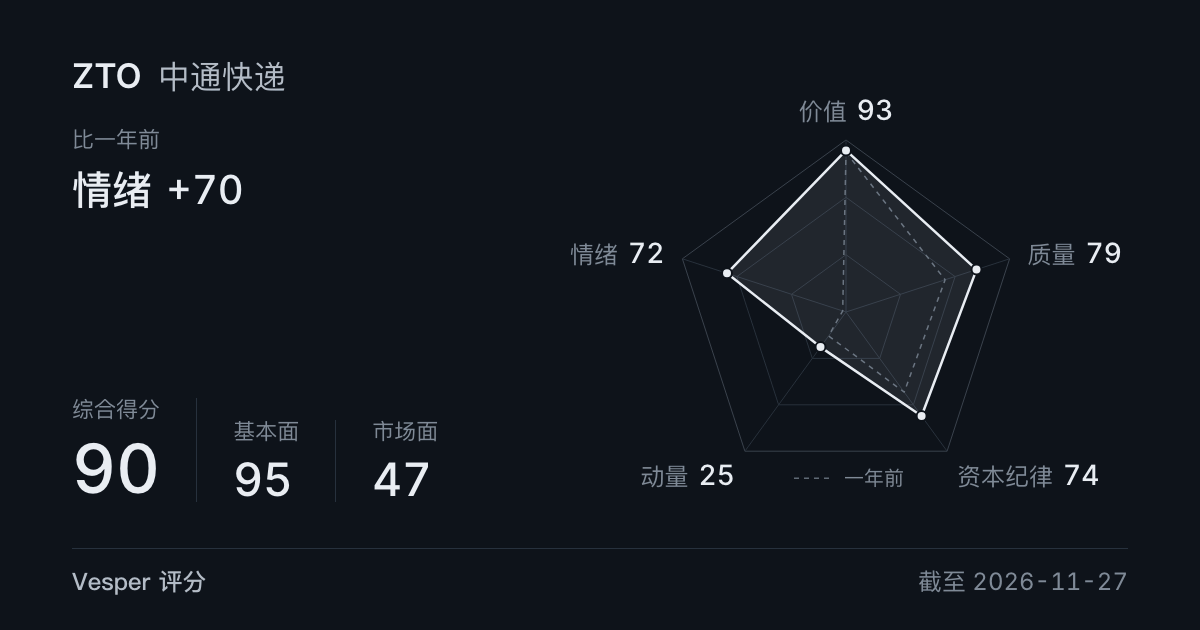 ZTO 中通快递
比一年前
情绪 +70
价值 93
情绪 72
质量 79
动量 25
一年前
资本纪律 74
综合得分
90
基本面
95
市场面
47
Vesper 评分
截至 2026-11-27